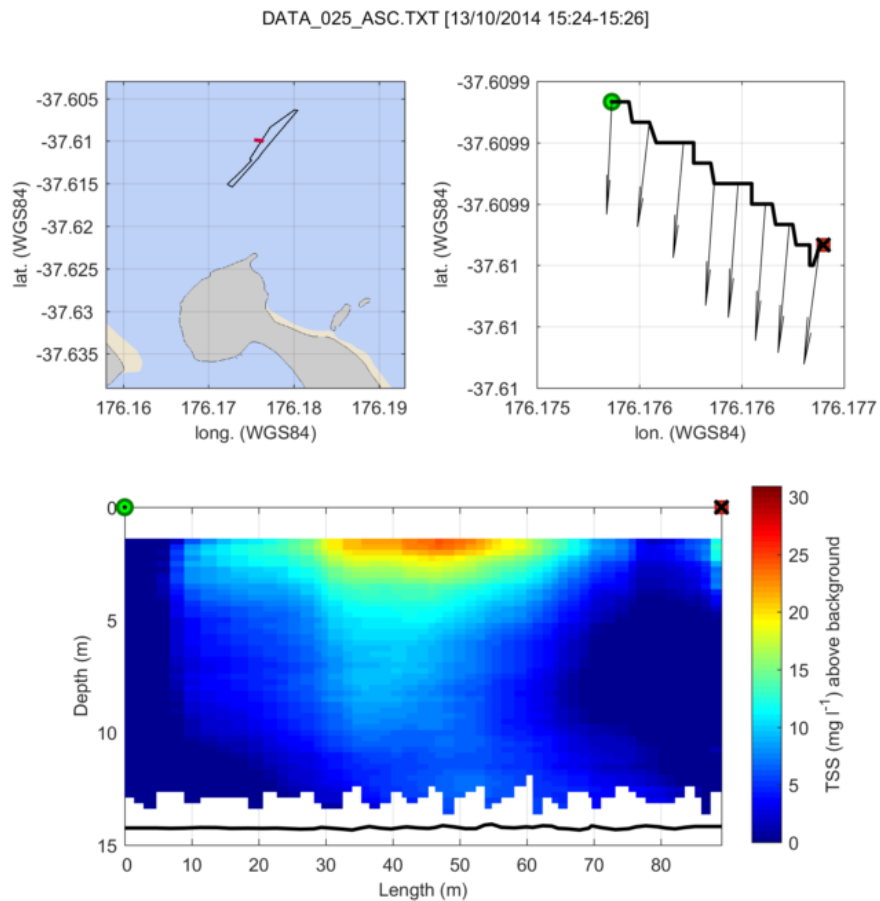 DATA_025_ASC.TXT [13/10/2014 15:24-15:26]
-37.605
-37.61
-37.615
-37.62
-37.625
-37.63
-37.635
lat. (WGS84)
176.16 176.17 176.18 176.19
long. (WGS84)
-37.6099
-37.6099
-37.6099
-37.61
-37.61
-37.61
lat. (WGS84)
176.175 176.176 176.176 176.177
lon. (WGS84)
0
5
10
15
Depth (m)
0 10 20 30 40 50 60 70 80
Length (m)
30
25
20
15
10
5
0
TSS (mg l⁻¹) above background